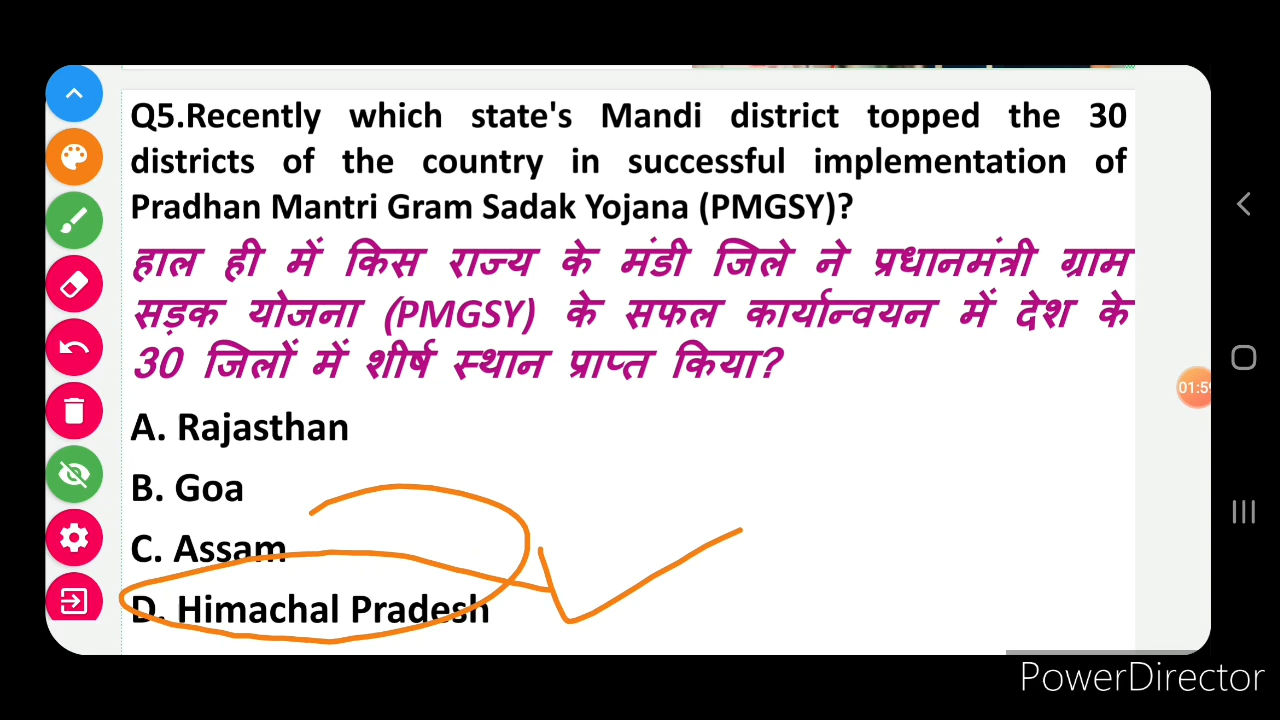 Q5.Recently which state's Mandi district topped the 30
districts of the country in successful implementation of
Pradhan Mantri Gram Sadak Yojana (PMGSY)?
हाल ही में किस राज्य के मंडी जिले ने प्रधानमंत्री ग्राम
सड़क योजना (PMGSY) के सफल कार्यान्वयन में देश के
30 जिलों में शीर्ष स्थान प्राप्त किया?
A. Rajasthan
B. Goa
C. Assam
D. Himachal Pradesh
PowerDirector